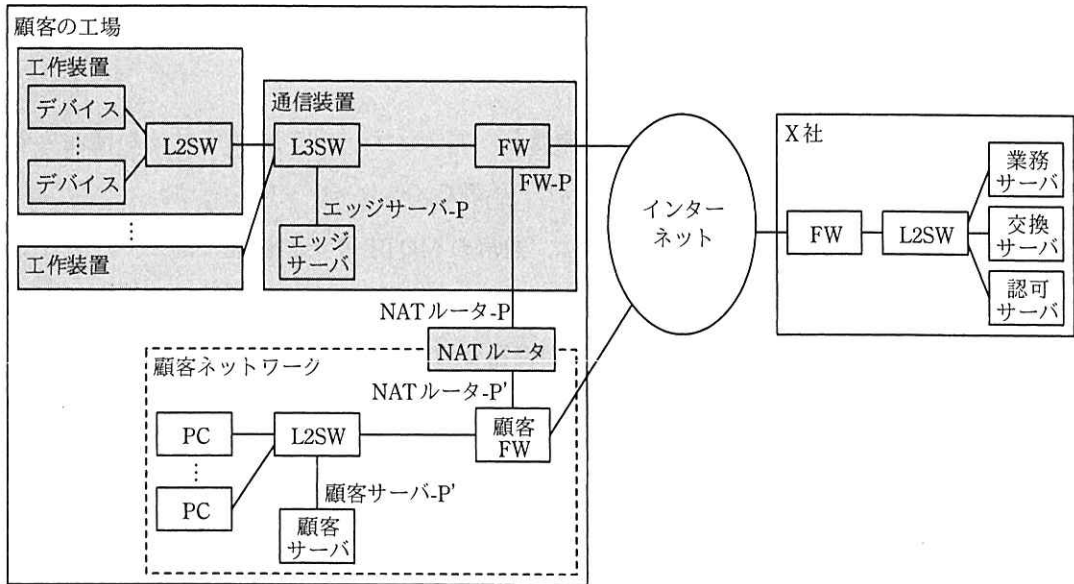 顧客の工場
工作装置
デバイス
デバイス
L2SW
工作装置
通信装置
L3SW
FW
FW-P
エッジサーバ-P
エッジ
サーバ
NATルータ-P
NATルータ
NATルータ-P'
顧客ネットワーク
PC
PC
L2SW
顧客
FW
顧客サーバ-P'
顧客
サーバ
インター
ネット
X社
FW
L2SW
業務
サーバ
交換
サーバ
認可
サーバ